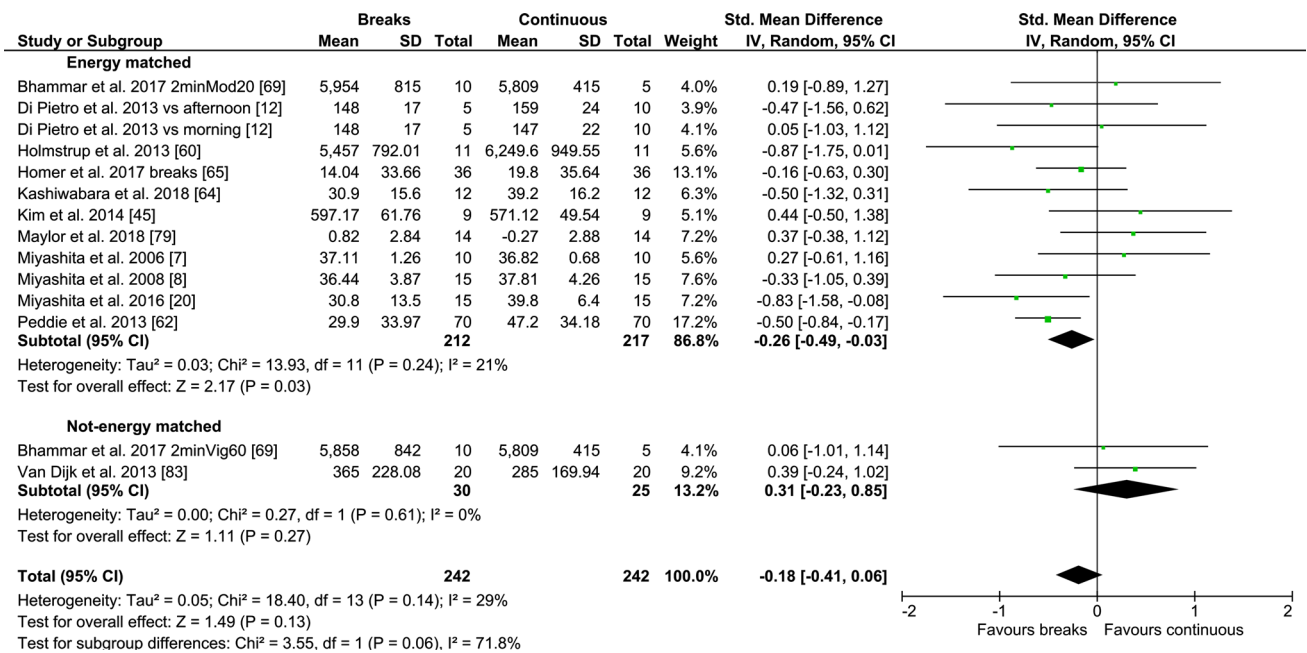 Breaks Continuous Std. Mean Difference Std. Mean Difference
Study or Subgroup Mean SD Total Mean SD Total Weight IV, Random, 95% CI IV, Random, 95% CI
Energy matched
Bhammar et al. 2017 2minMod20 [69] 5,954 815 10 5,809 415 5 4.0% 0.19 [-0.89, 1.27]
Di Pietro et al. 2013 vs afternoon [12] 148 17 5 159 24 10 3.9% -0.47 [-1.56, 0.62]
Di Pietro et al. 2013 vs morning [12] 148 17 5 147 22 10 4.1% 0.05 [-1.03, 1.12]
Holmstrup et al. 2013 [60] 5,457 792.01 11 6,249.6 949.55 11 5.6% -0.87 [-1.75, 0.01]
Homer et al. 2017 breaks [65] 14.04 33.66 36 19.8 35.64 36 13.1% -0.16 [-0.63, 0.30]
Kashiwabara et al. 2018 [64] 30.9 15.6 12 39.2 16.2 12 6.3% -0.50 [-1.32, 0.31]
Kim et al. 2014 [45] 597.17 61.76 9 571.12 49.54 9 5.1% 0.44 [-0.50, 1.38]
Maylor et al. 2018 [79] 0.82 2.84 14 -0.27 2.88 14 7.2% 0.37 [-0.38, 1.12]
Miyashita et al. 2006 [7] 37.11 1.26 10 36.82 0.68 10 5.6% 0.27 [-0.61, 1.16]
Miyashita et al. 2008 [8] 36.44 3.87 15 37.81 4.26 15 7.6% -0.33 [-1.05, 0.39]
Miyashita et al. 2016 [20] 30.8 13.5 15 39.8 6.4 15 7.2% -0.83 [-1.58, -0.08]
Peddie et al. 2013 [62] 29.9 33.97 70 47.2 34.18 70 17.2% -0.50 [-0.84, -0.17]
Subtotal (95% CI) 212 217 86.8% -0.26 [-0.49, -0.03]
Heterogeneity: Tau² = 0.03; Chi² = 13.93, df = 11 (P = 0.24); I² = 21%
Test for overall effect: Z = 2.17 (P = 0.03)
Not-energy matched
Bhammar et al. 2017 2minVig60 [69] 5,858 842 10 5,809 415 5 4.1% 0.06 [-1.01, 1.14]
Van Dijk et al. 2013 [83] 365 228.08 20 285 169.94 20 9.2% 0.39 [-0.24, 1.02]
Subtotal (95% CI) 30 25 13.2% 0.31 [-0.23, 0.85]
Heterogeneity: Tau² = 0.00; Chi² = 0.27, df = 1 (P = 0.61); I² = 0%
Test for overall effect: Z = 1.11 (P = 0.27)
Total (95% CI) 242 242 100.0% -0.18 [-0.41, 0.06]
Heterogeneity: Tau² = 0.05; Chi² = 18.40, df = 13 (P = 0.14); I² = 29%
Test for overall effect: Z = 1.49 (P = 0.13)
Test for subgroup differences: Chi² = 3.55, df = 1 (P = 0.06), I² = 71.8%
-2 -1 0 1 2
Favours breaks Favours continuous